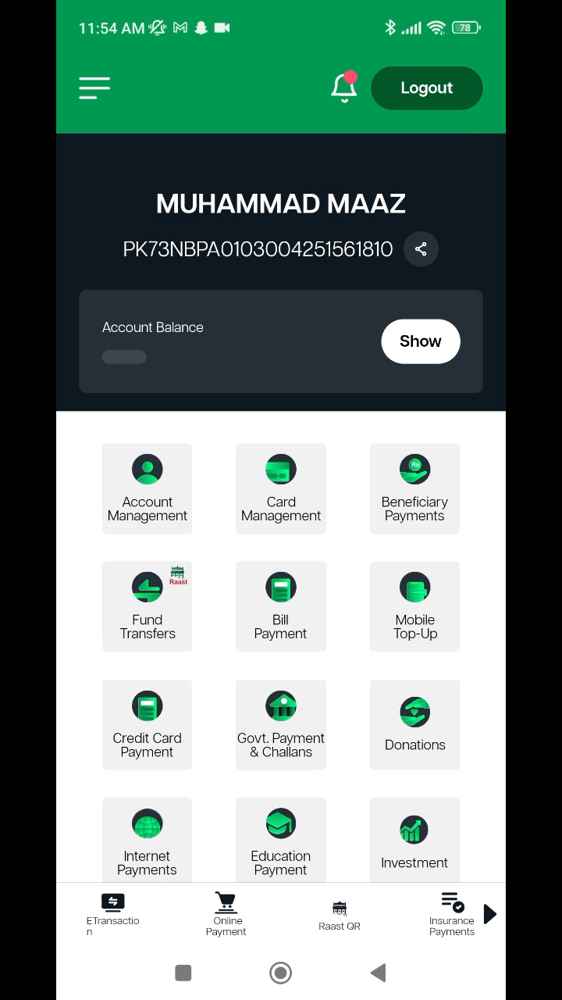 11:54 AM
78
Logout
MUHAMMAD MAAZ
PK73NBPA0103004251561810
Account Balance
Show
Account
Management
Card
Management
Rs
Beneficiary
Payments
Raast
Fund
Transfers
Bill
Payment
Mobile
Top-Up
Credit Card
Payment
Govt. Payment
& Challans
Donations
Internet
Payments
Education
Payment
Investment
ETransactio
n
Online
Payment
Raast QR
Insurance
Payments